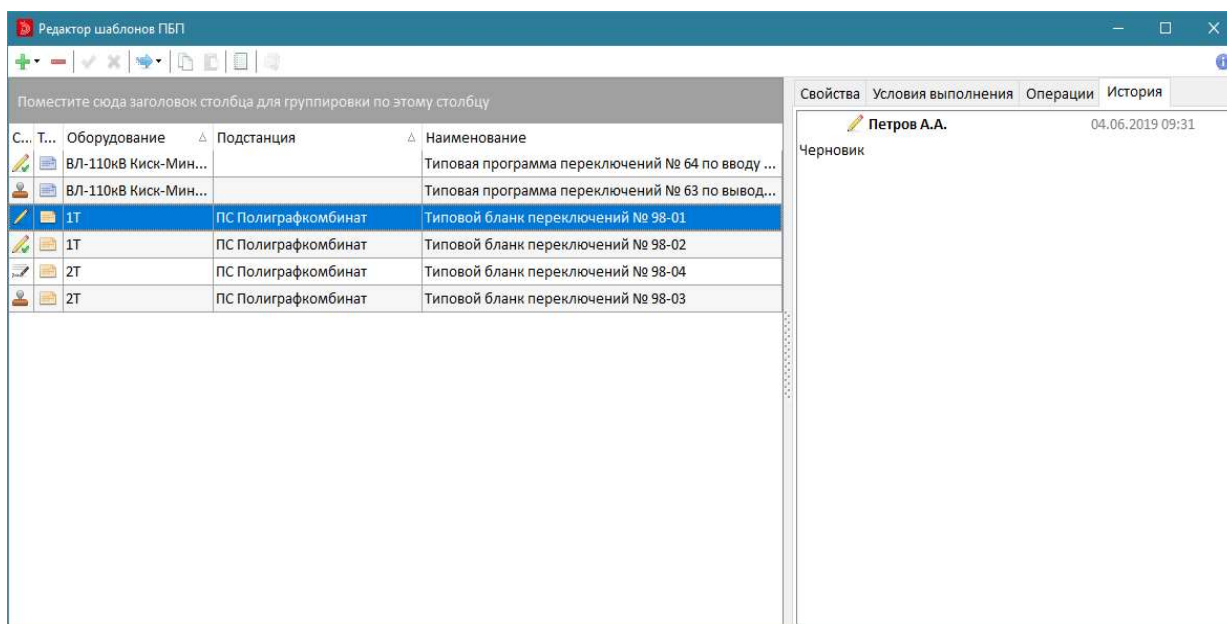 Редактор шаблонов ПБП
Поместите сюда заголовок столбца для группировки по этому столбцу
С... Т... Оборудование Подстанция Наименование
ВЛ-110кВ Киск-Мин... Типовая программа переключений № 64 по вводу ...
ВЛ-110кВ Киск-Мин... Типовая программа переключений № 63 по вывод...
1Т ПС Полиграфкомбинат Типовой бланк переключений № 98-01
1Т ПС Полиграфкомбинат Типовой бланк переключений № 98-02
2Т ПС Полиграфкомбинат Типовой бланк переключений № 98-04
2Т ПС Полиграфкомбинат Типовой бланк переключений № 98-03
Свойства Условия выполнения Операции История
Петров А.А. 04.06.2019 09:31
Черновик